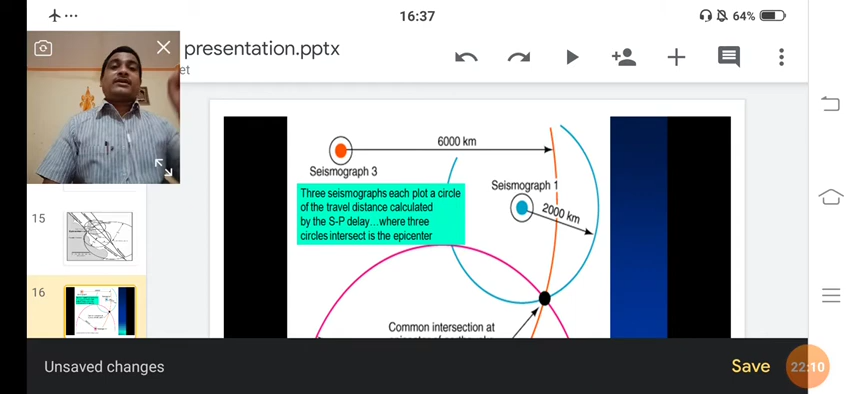 16:37
64%
presentation.pptx
6000 km
Seismograph 3
Seismograph 1
Three seismographs each plot a circle
of the travel distance calculated
by the S-P delay... where three
circles intersect is the epicenter
2000 km
15
16
Common intersection at
Unsaved changes
Save
22:10